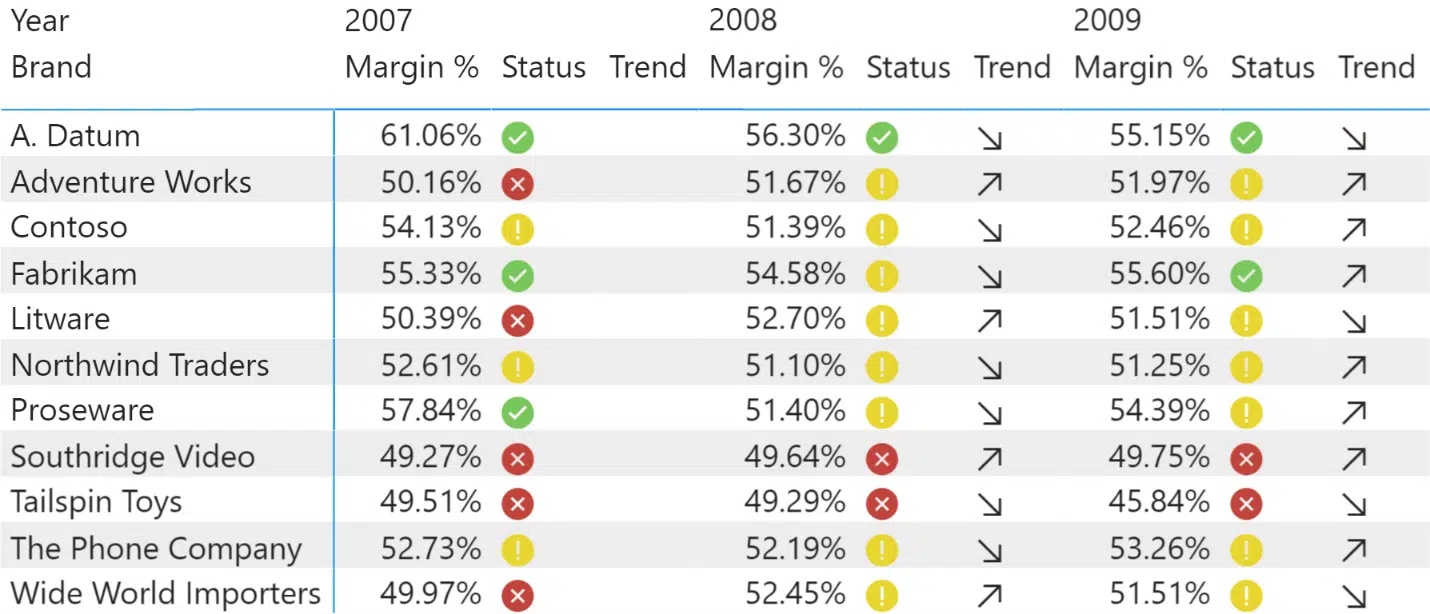 Year 2007 2008 2009
Brand Margin % Status Trend Margin % Status Trend Margin % Status Trend
A. Datum 61.06% 56.30% 55.15%
Adventure Works 50.16% 51.67% 51.97%
Contoso 54.13% 51.39% 52.46%
Fabrikam 55.33% 54.58% 55.60%
Litware 50.39% 52.70% 51.51%
Northwind Traders 52.61% 51.10% 51.25%
Proseware 57.84% 51.40% 54.39%
Southridge Video 49.27% 49.64% 49.75%
Tailspin Toys 49.51% 49.29% 45.84%
The Phone Company 52.73% 52.19% 53.26%
Wide World Importers 49.97% 52.45% 51.51%